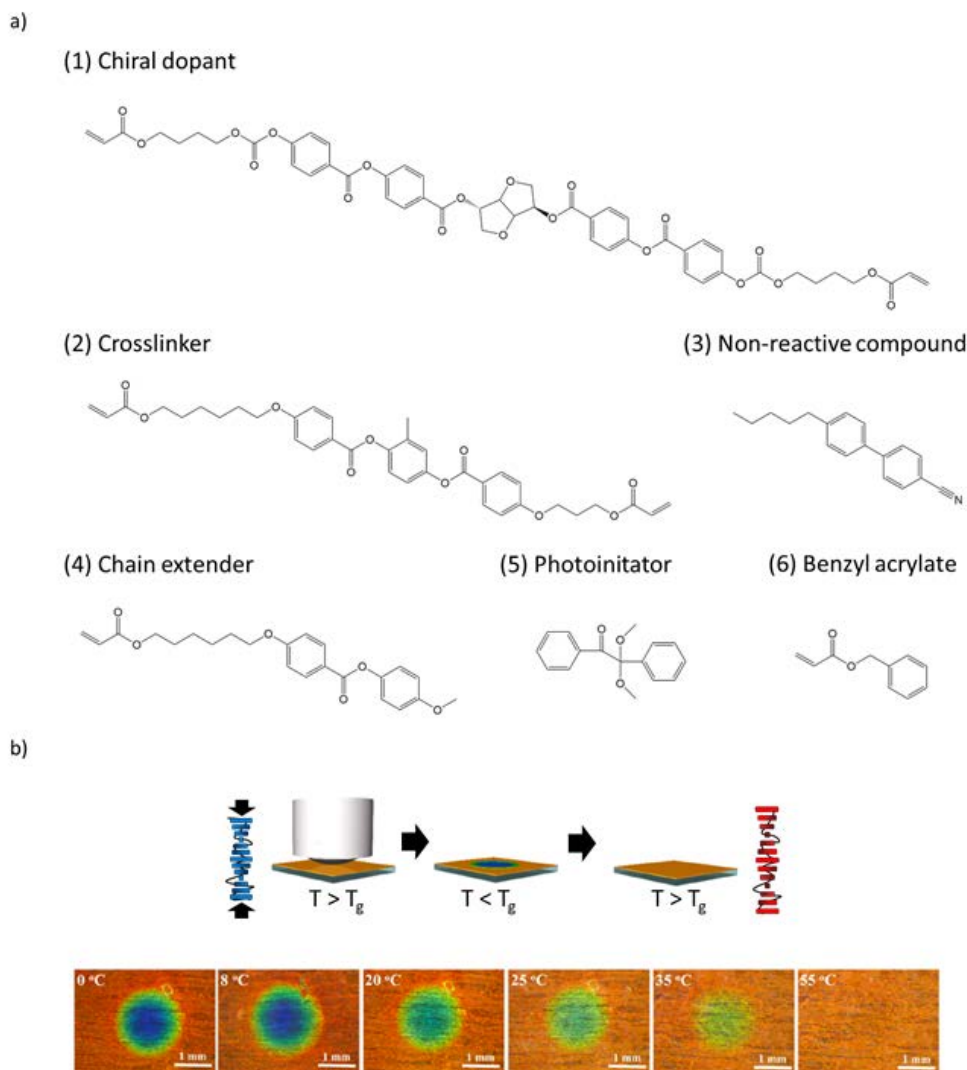 a)
(1) Chiral dopant
(2) Crosslinker
(3) Non-reactive compound
(4) Chain extender
(5) Photoinitator
(6) Benzyl acrylate
b)
T > Tg
T < Tg
T > Tg
0 °C
8 °C
20 °C
25 °C
35 °C
55 °C
1 mm
1 mm
1 mm
1 mm
1 mm
1 mm